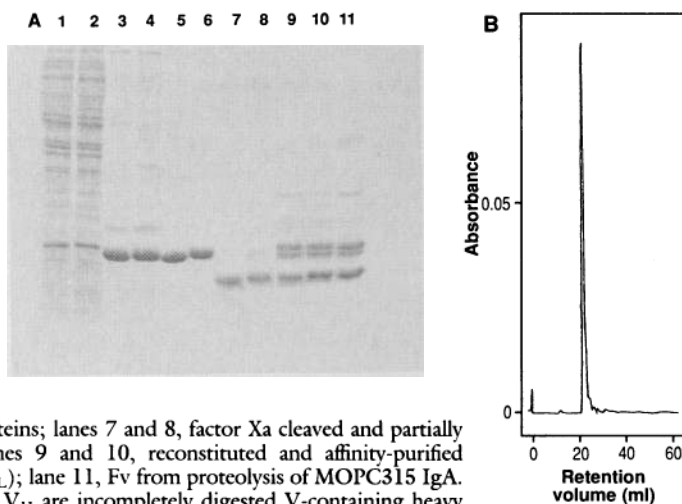 A 1 2 3 4 5 6 7 8 9 10 11
B
Absorbance
0.05
0
0 20 40 60
Retention
volume (ml)
teins; lanes 7 and 8, factor Xa cleaved and partially
nes 9 and 10, reconstituted and affinity-purified
L); lane 11, Fv from proteolysis of MOPC315 IgA.
are incompletely digested V-containing heavy